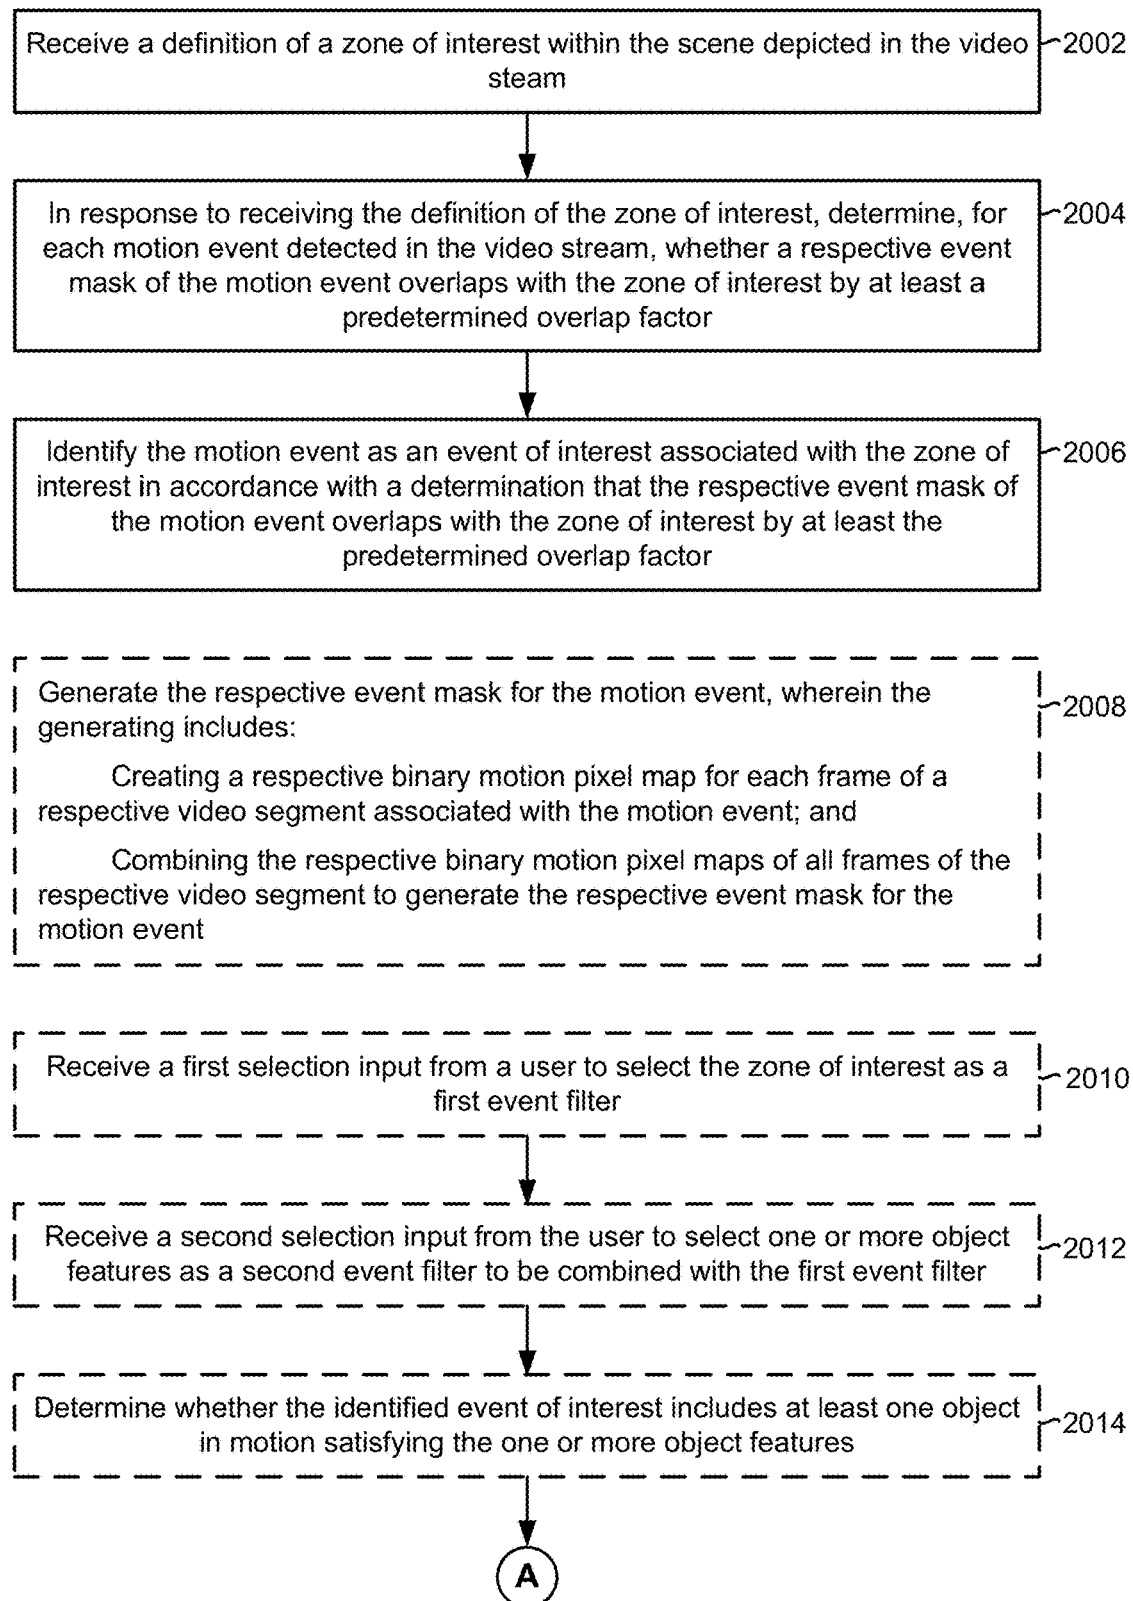 Receive a definition of a zone of interest within the scene depicted in the video
steam
2002
In response to receiving the definition of the zone of interest, determine, for
each motion event detected in the video stream, whether a respective event
mask of the motion event overlaps with the zone of interest by at least a
predetermined overlap factor
2004
Identify the motion event as an event of interest associated with the zone of
interest in accordance with a determination that the respective event mask of
the motion event overlaps with the zone of interest by at least the
predetermined overlap factor
2006
Generate the respective event mask for the motion event, wherein the
generating includes:
Creating a respective binary motion pixel map for each frame of a
respective video segment associated with the motion event; and
Combining the respective binary motion pixel maps of all frames of the
respective video segment to generate the respective event mask for the
motion event
2008
Receive a first selection input from a user to select the zone of interest as a
first event filter
2010
Receive a second selection input from the user to select one or more object
features as a second event filter to be combined with the first event filter
2012
Determine whether the identified event of interest includes at least one object
in motion satisfying the one or more object features
2014
A